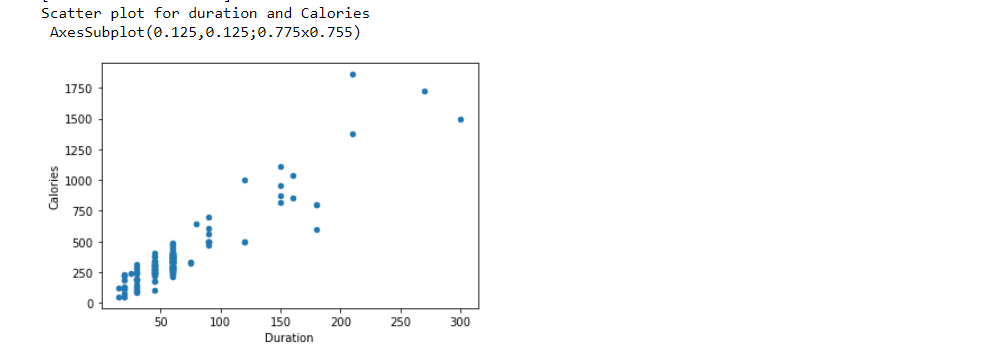 Scatter plot for duration and Calories
AxesSubplot(0.125,0.125;0.775x0.755)
1750
1500
1250
1000
750
500
250
0
Calories
50 100 150 200 250 300
Duration